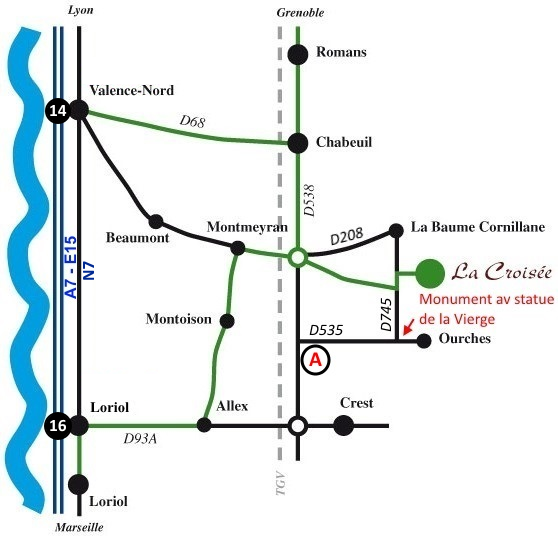 Lyon
Grenoble
Romans
Valence-Nord
14
D68
Chabeuil
D538
Montmeyran
D208
La Baume Cornillane
Beaumont
A7 - E15
N7
La Croisée
Monument av statue
de la Vierge
D745
Montoison
D535
Ourches
A
Loriol
Allex
Crest
16
D93A
TGV
Loriol
Marseille